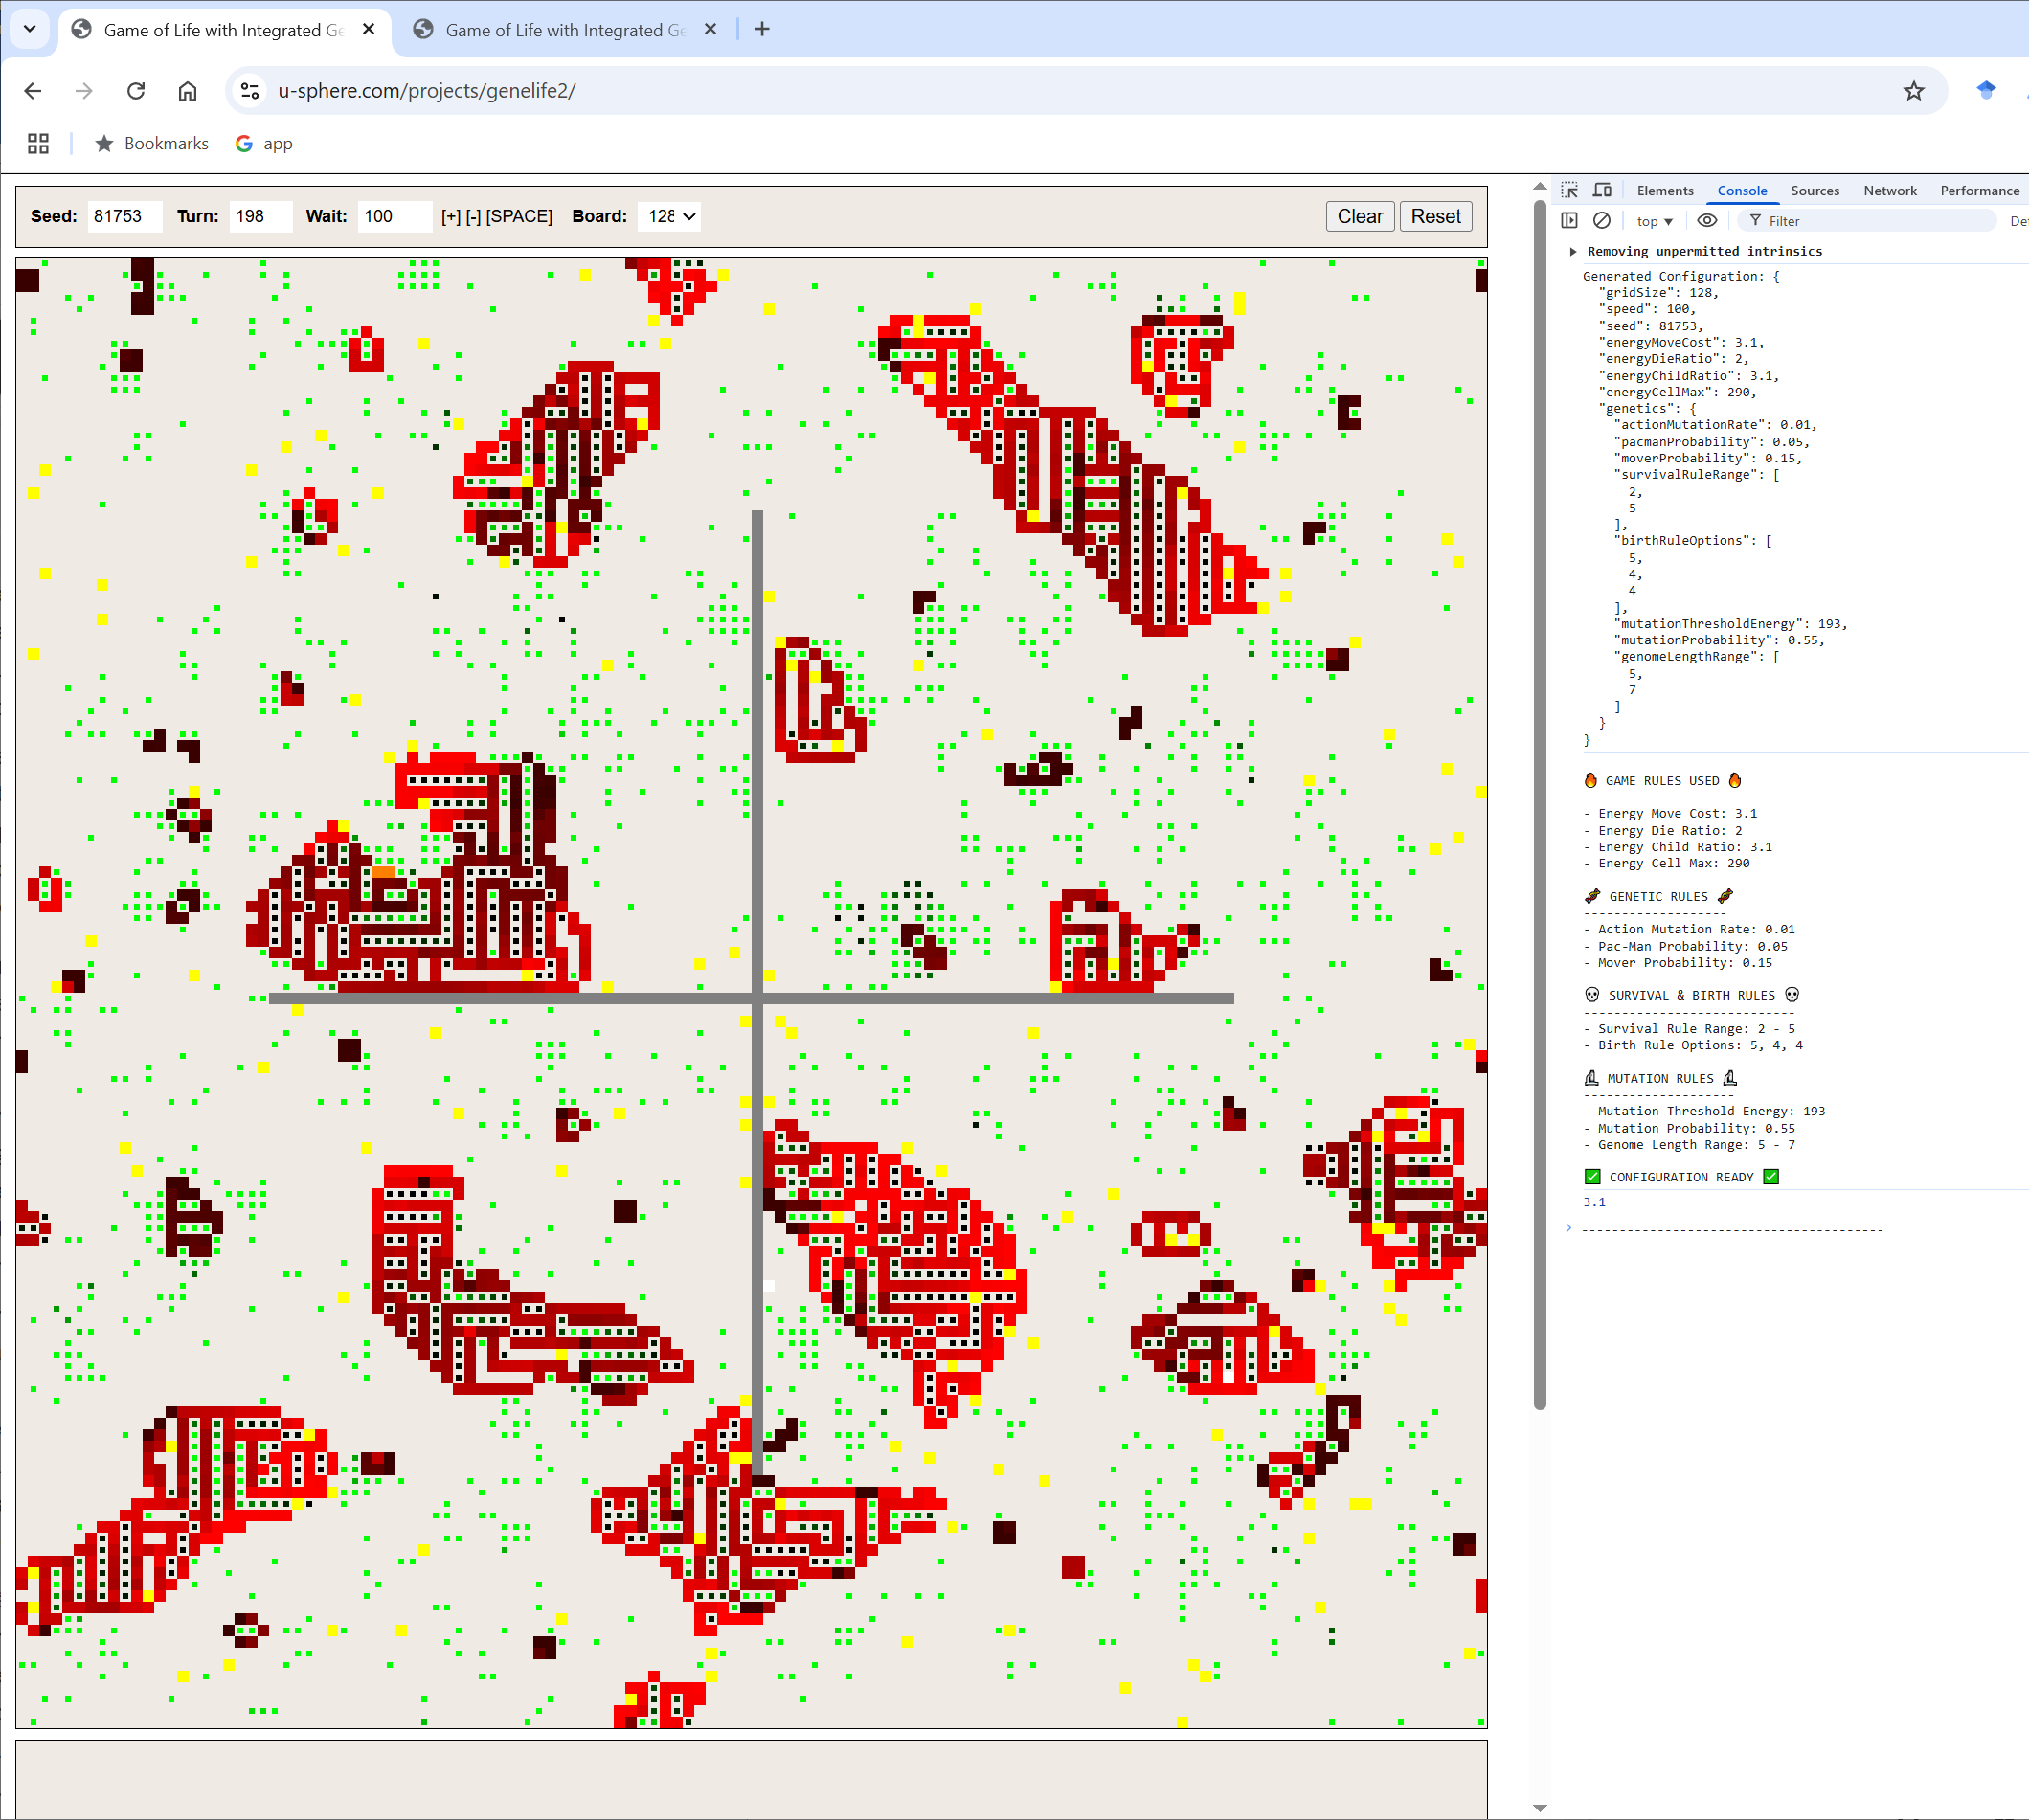 Game of Life with Integrated Ge
Game of Life with Integrated Ge
u-sphere.com/projects/genelife2/
Bookmarks
app
Seed: 81753 Turn: 198 Wait: 100 [+] [-] [SPACE] Board: 128 Clear Reset
Elements Console Sources Network Performance
top Filter
Removing unpermitted intrinsics
Generated Configuration: {
"gridSize": 128,
"speed": 100,
"seed": 81753,
"energyMoveCost": 3.1,
"energyDieRatio": 2,
"energyChildRatio": 3.1,
"energyCellMax": 290,
"genetics": {
"actionMutationRate": 0.01,
"pacmanProbability": 0.05,
"moverProbability": 0.15,
"survivalRuleRange": [
2,
5
],
"birthRuleOptions": [
5,
4,
4
],
"mutationThresholdEnergy": 193,
"mutationProbability": 0.55,
"genomeLengthRange": [
5,
7
]
}
}
🔥 GAME RULES USED 🔥
---------------------
- Energy Move Cost: 3.1
- Energy Die Ratio: 2
- Energy Child Ratio: 3.1
- Energy Cell Max: 290
GENETIC RULES
-------------------
- Action Mutation Rate: 0.01
- Pac-Man Probability: 0.05
- Mover Probability: 0.15
SURVIVAL & BIRTH RULES
----------------------------
- Survival Rule Range: 2 - 5
- Birth Rule Options: 5, 4, 4
MUTATION RULES
--------------------
- Mutation Threshold Energy: 193
- Mutation Probability: 0.55
- Genome Length Range: 5 - 7
✅ CONFIGURATION READY ✅
3.1
----------------------------------------